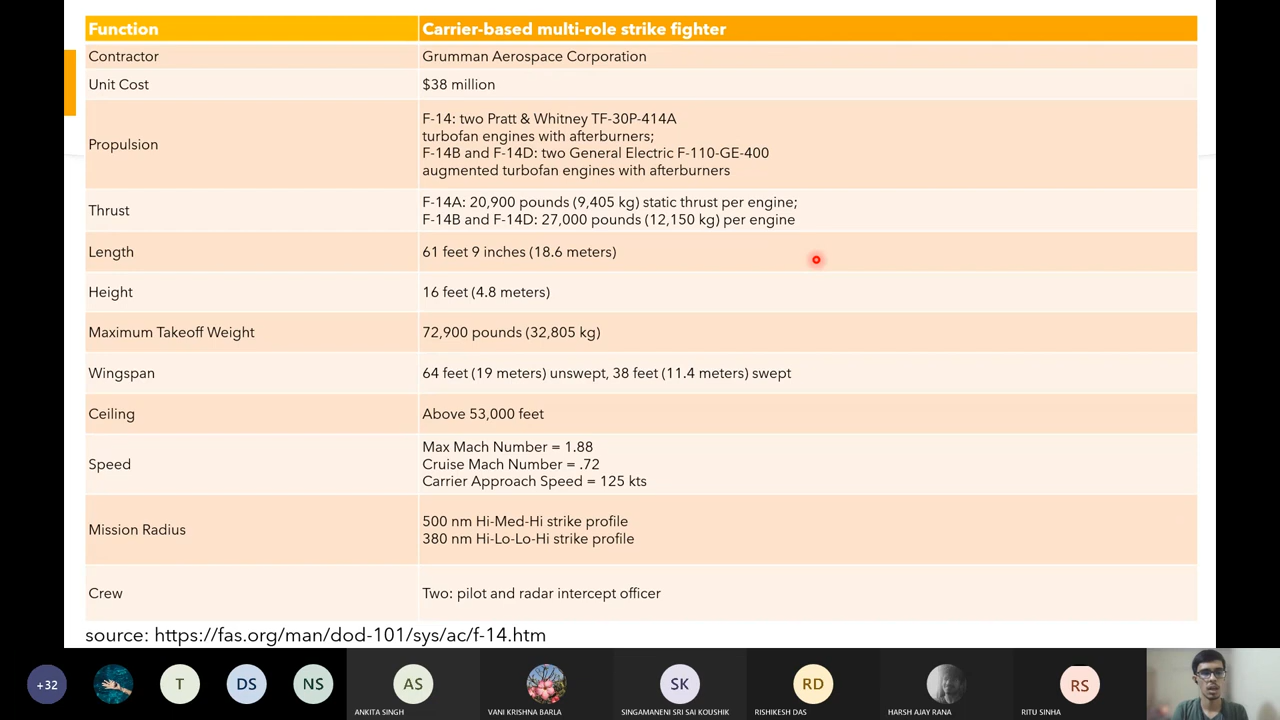 Function Carrier-based multi-role strike fighter
Contractor Grumman Aerospace Corporation
Unit Cost $38 million
Propulsion F-14: two Pratt & Whitney TF-30P-414A
turbofan engines with afterburners;
F-14B and F-14D: two General Electric F-110-GE-400
augmented turbofan engines with afterburners
Thrust F-14A: 20,900 pounds (9,405 kg) static thrust per engine;
F-14B and F-14D: 27,000 pounds (12,150 kg) per engine
Length 61 feet 9 inches (18.6 meters)
Height 16 feet (4.8 meters)
Maximum Takeoff Weight 72,900 pounds (32,805 kg)
Wingspan 64 feet (19 meters) unswept, 38 feet (11.4 meters) swept
Ceiling Above 53,000 feet
Speed Max Mach Number = 1.88
Cruise Mach Number = .72
Carrier Approach Speed = 125 kts
Mission Radius 500 nm Hi-Med-Hi strike profile
380 nm Hi-Lo-Lo-Hi strike profile
Crew Two: pilot and radar intercept officer
source: https://fas.org/man/dod-101/sys/ac/f-14.htm
+32 T DS NS AS SK RD RS
ANKITA SINGH VANI KRISHNA BARLA SINGAMANENI SRI SAI KOUSHIK RISHIKESH DAS HARSH AJAY RANA RITU SINHA